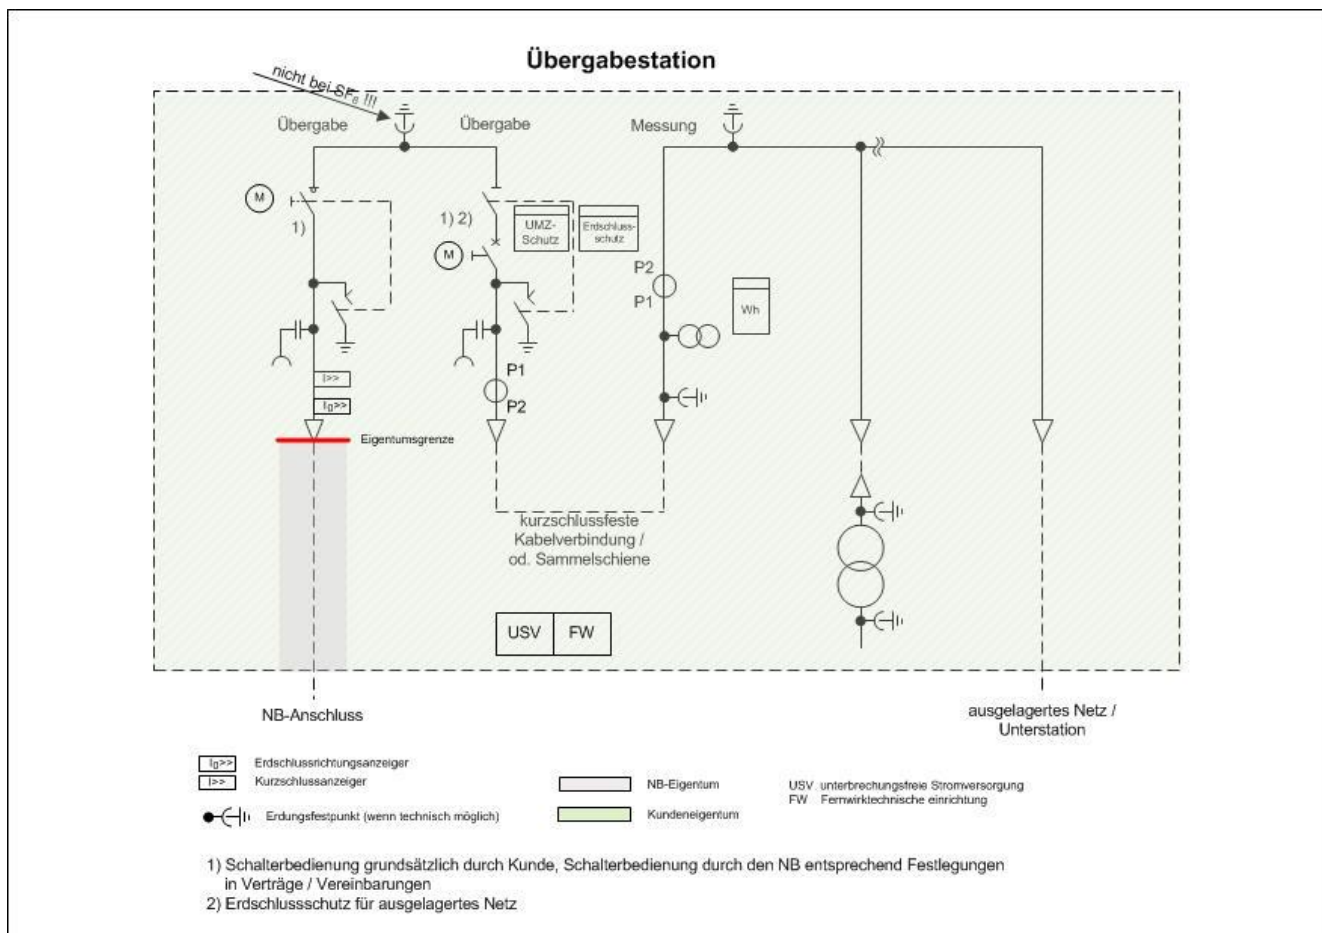 Übergabestation
nicht bei SF6 !!!
Übergabe
Übergabe
Messung
M
1)
1) 2)
M
UMZ-
Schutz
Erdschluss-
schutz
P2
P1
Wh
I>>
Ig>>
P1
P2
Eigentumsgrenze
kurzschlussfeste
Kabelverbindung /
od. Sammelschiene
USV
FW
NB-Anschluss
ausgelagertes Netz /
Unterstation
Ig>> Erdschlussrichtungsanzeiger
I>> Kurzschlussanzeiger
Erdungsfestpunkt (wenn technisch möglich)
NB-Eigentum
Kundeneigentum
USV unterbrechungsfreie Stromversorgung
FW Fernwirktechnische einrichtung
1) Schalterbedienung grundsätzlich durch Kunde, Schalterbedienung durch den NB entsprechend Festlegungen
in Verträge / Vereinbarungen
2) Erdschlussschutz für ausgelagertes Netz